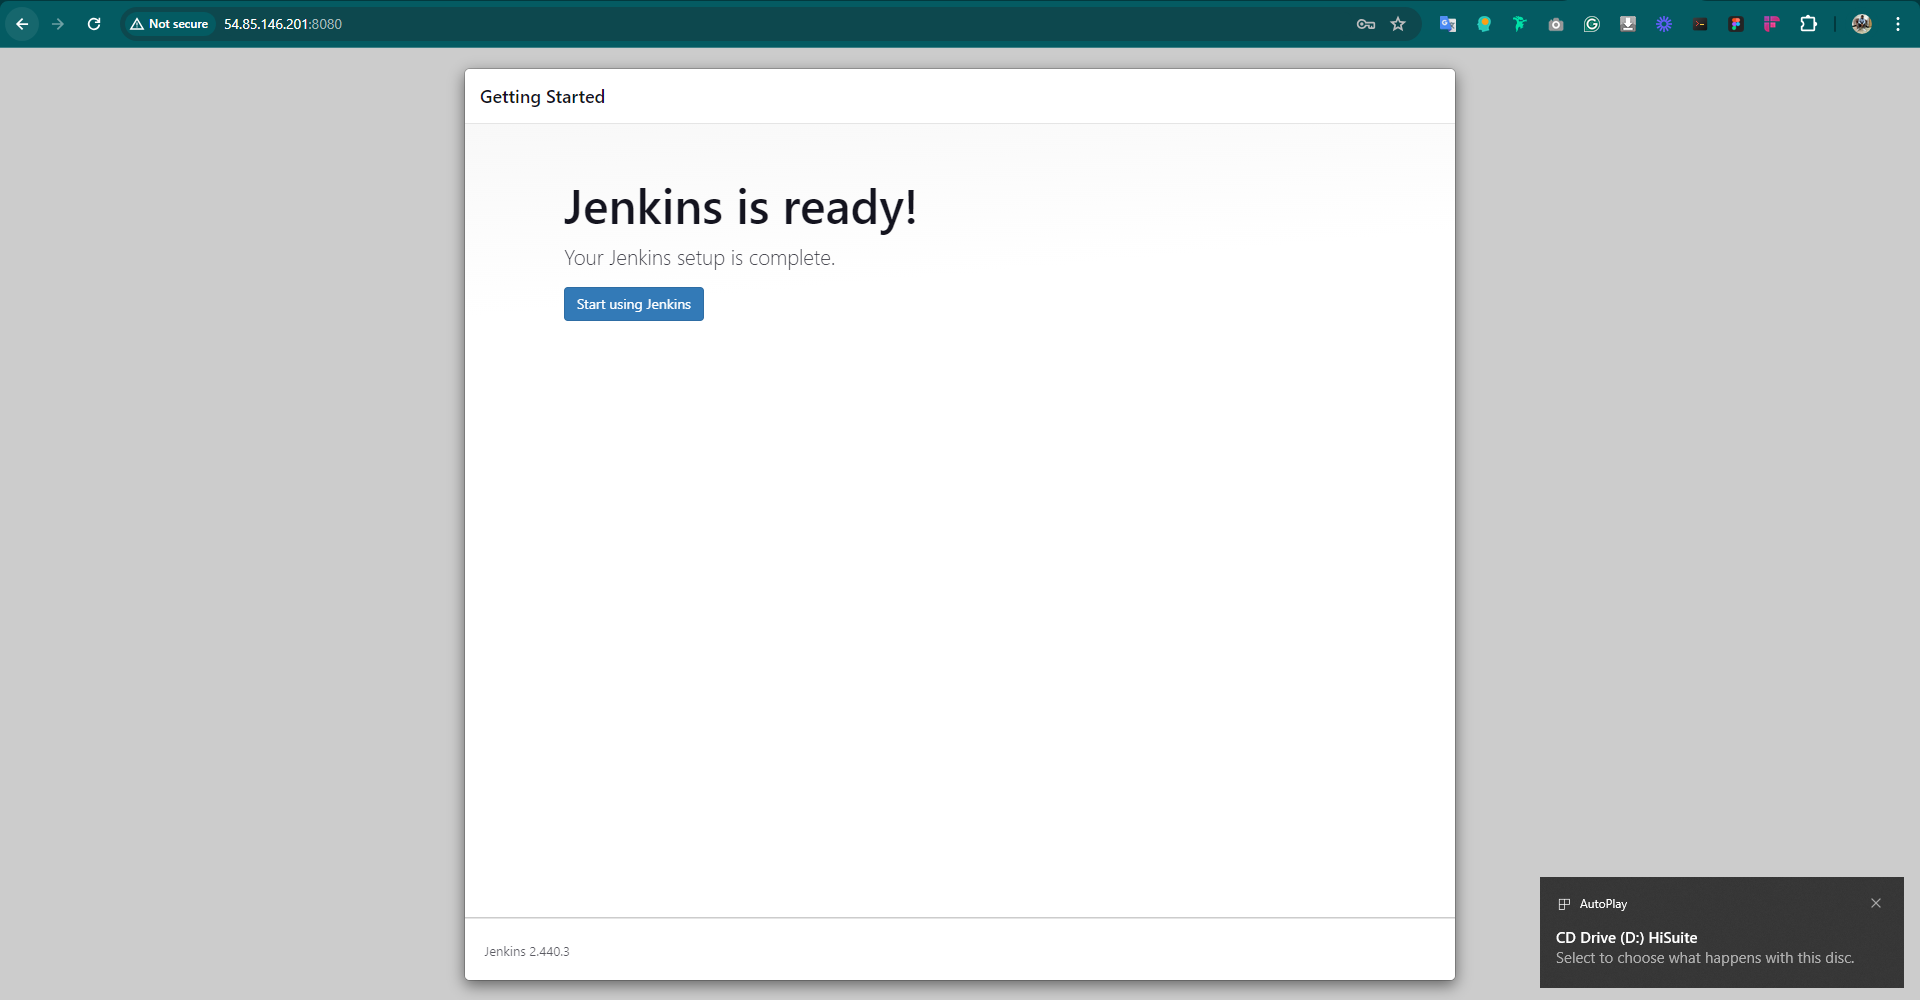 Not secure
54.85.146.201:8080
Getting Started
Jenkins is ready!
Your Jenkins setup is complete.
Start using Jenkins
Jenkins 2.440.3
AutoPlay
CD Drive (D:) HiSuite
Select to choose what happens with this disc.